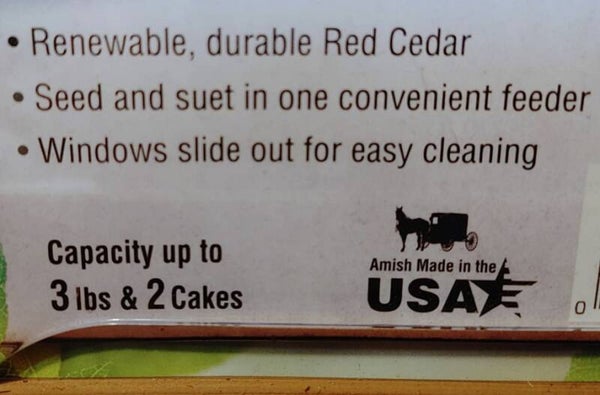 • Renewable, durable Red Cedar
• Seed and suet in one convenient feeder
• Windows slide out for easy cleaning
Capacity up to
3 lbs & 2 Cakes
Amish Made in the
USA
0